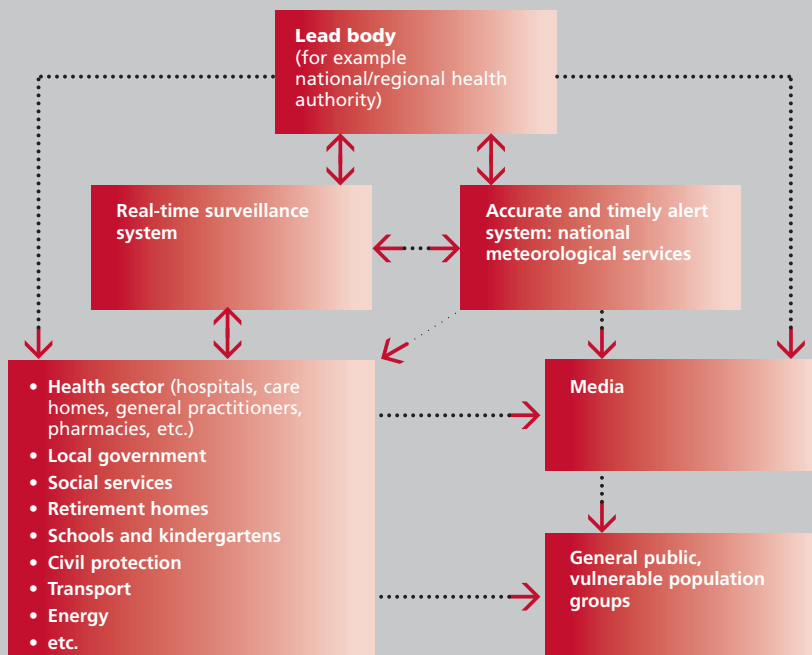 Lead body
(for example
national/regional health
authority)
Real-time surveillance
system
Accurate and timely alert
system: national
meteorological services
• Health sector (hospitals, care
homes, general practitioners,
pharmacies, etc.)
• Local government
• Social services
• Retirement homes
• Schools and kindergartens
• Civil protection
• Transport
• Energy
• etc.
Media
General public,
vulnerable population
groups